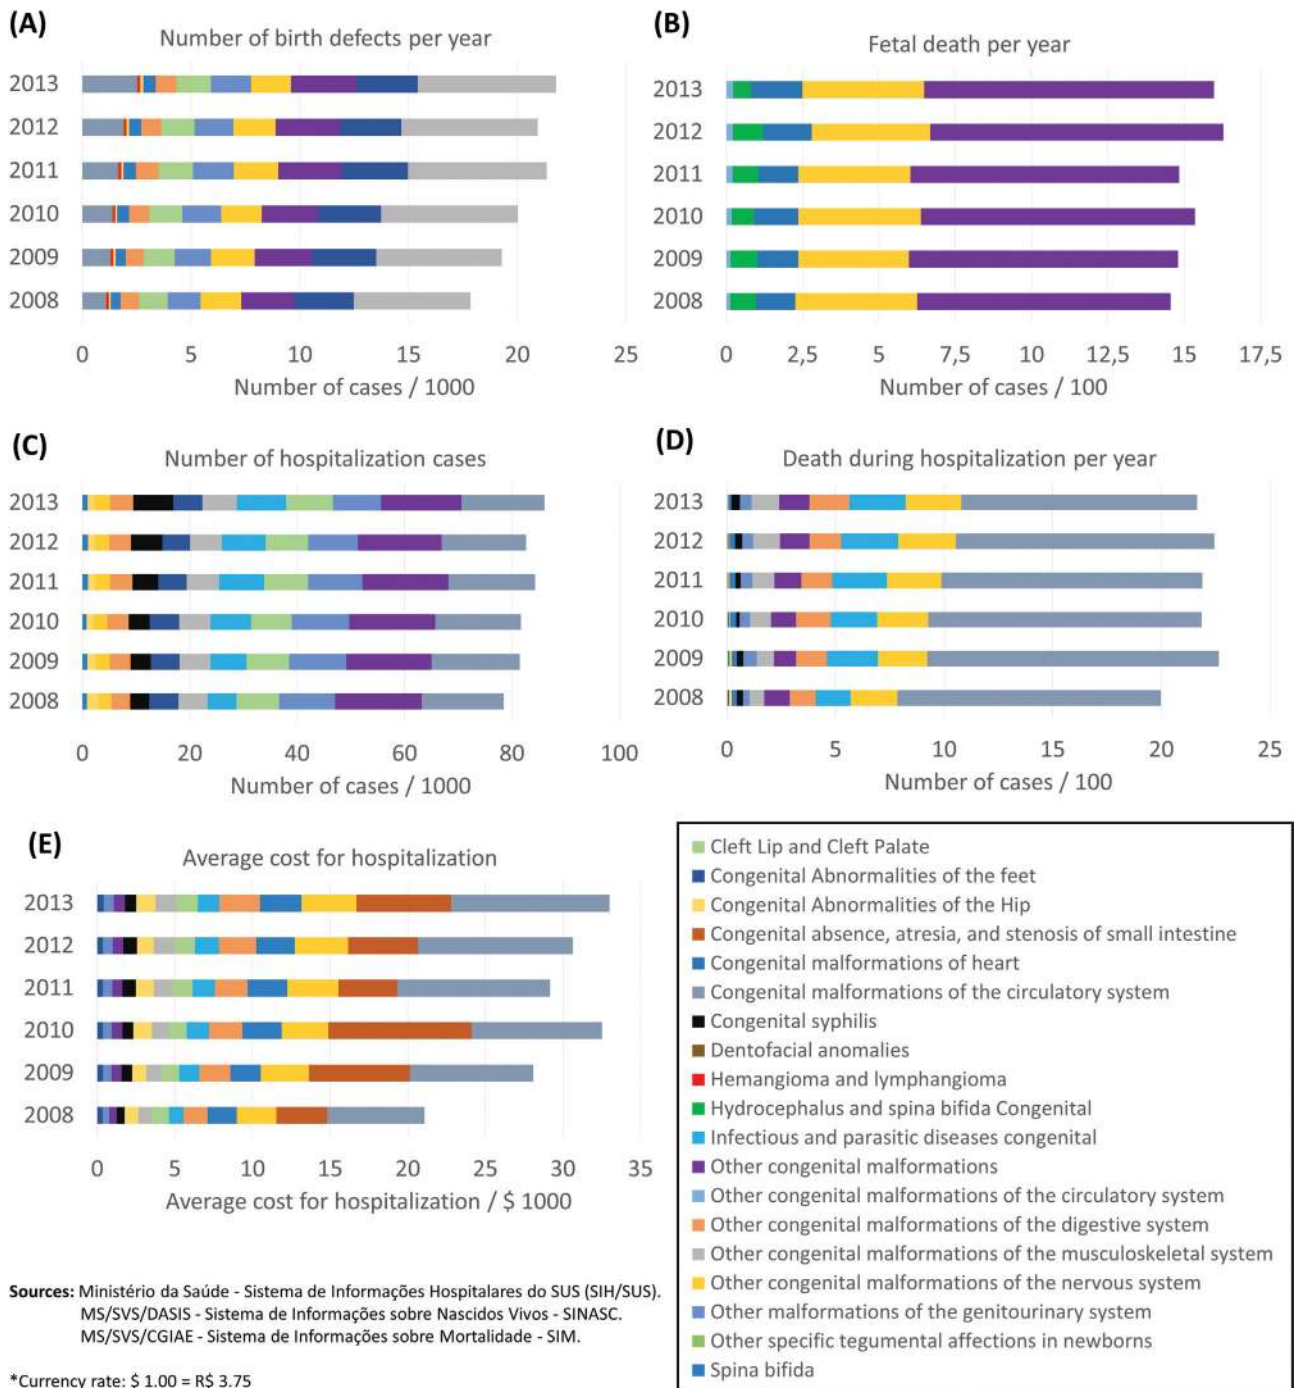 (A)
Number of birth defects per year
2013
2012
2011
2010
2009
2008
0 5 10 15 20 25
Number of cases / 1000
(B)
Fetal death per year
2013
2012
2011
2010
2009
2008
0 2,5 5 7,5 10 12,5 15 17,5
Number of cases / 100
(C)
Number of hospitalization cases
2013
2012
2011
2010
2009
2008
0 20 40 60 80 100
Number of cases / 1000
(D)
Death during hospitalization per year
2013
2012
2011
2010
2009
2008
0 5 10 15 20 25
Number of cases / 100
(E)
Average cost for hospitalization
2013
2012
2011
2010
2009
2008
0 5 10 15 20 25 30 35
Average cost for hospitalization / $ 1000
Cleft Lip and Cleft Palate
Congenital Abnormalities of the feet
Congenital Abnormalities of the Hip
Congenital absence, atresia, and stenosis of small intestine
Congenital malformations of heart
Congenital malformations of the circulatory system
Congenital syphilis
Dentofacial anomalies
Hemangioma and lymphangioma
Hydrocephalus and spina bifida Congenital
Infectious and parasitic diseases congenital
Other congenital malformations
Other congenital malformations of the circulatory system
Other congenital malformations of the digestive system
Other congenital malformations of the musculoskeletal system
Other congenital malformations of the nervous system
Other malformations of the genitourinary system
Other specific tegumental affections in newborns
Spina bifida
Sources: Ministério da Saúde - Sistema de Informações Hospitalares do SUS (SIH/SUS).
MS/SVS/DASIS - Sistema de Informações sobre Nascidos Vivos - SINASC.
MS/SVS/CGIAE - Sistema de Informações sobre Mortalidade - SIM.
*Currency rate: $ 1.00 = R$ 3.75